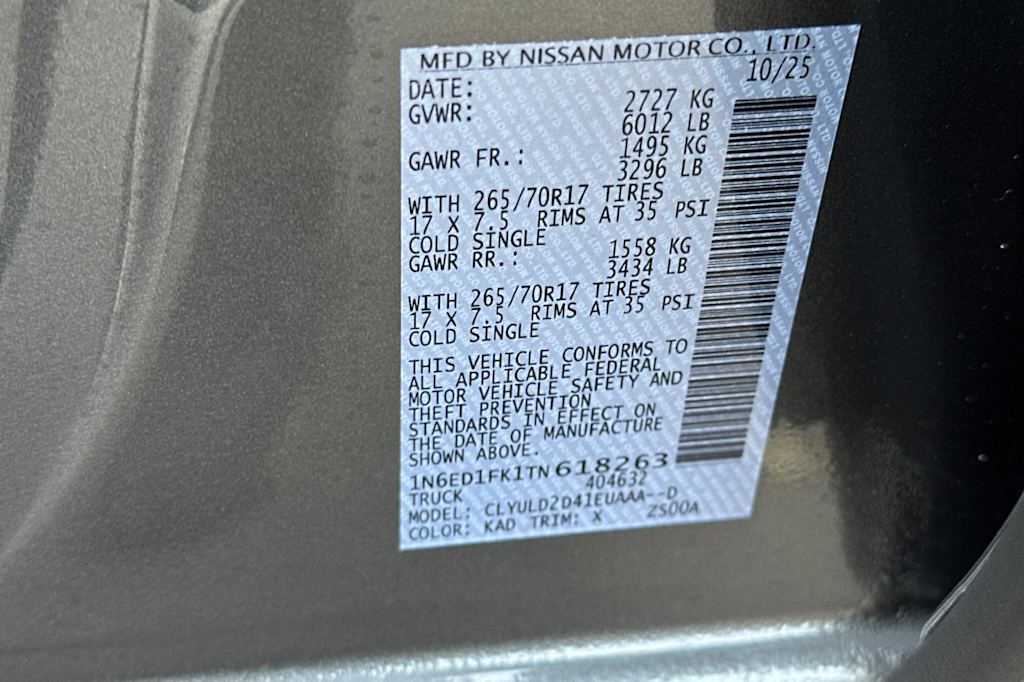 MFD BY NISSAN MOTOR CO., LTD.
DATE: 10/25
GVWR: 2727 KG
6012 LB
GAWR FR.: 1495 KG
3296 LB
WITH 265/70R17 TIRES
17 X 7.5 RIMS AT 35 PSI
COLD SINGLE
GAWR RR.: 1558 KG
3434 LB
WITH 265/70R17 TIRES
17 X 7.5 RIMS AT 35 PSI
COLD SINGLE
THIS VEHICLE CONFORMS TO
ALL APPLICABLE FEDERAL
MOTOR VEHICLE SAFETY AND
THEFT PREVENTION
STANDARDS IN EFFECT ON
THE DATE OF MANUFACTURE
SHOWN ABOVE.
1N6ED1FK1TN618263
TRUCK 404632
MODEL: CLYULD2D41EUAAA--D
COLOR: KAD TRIM: X ZS00A